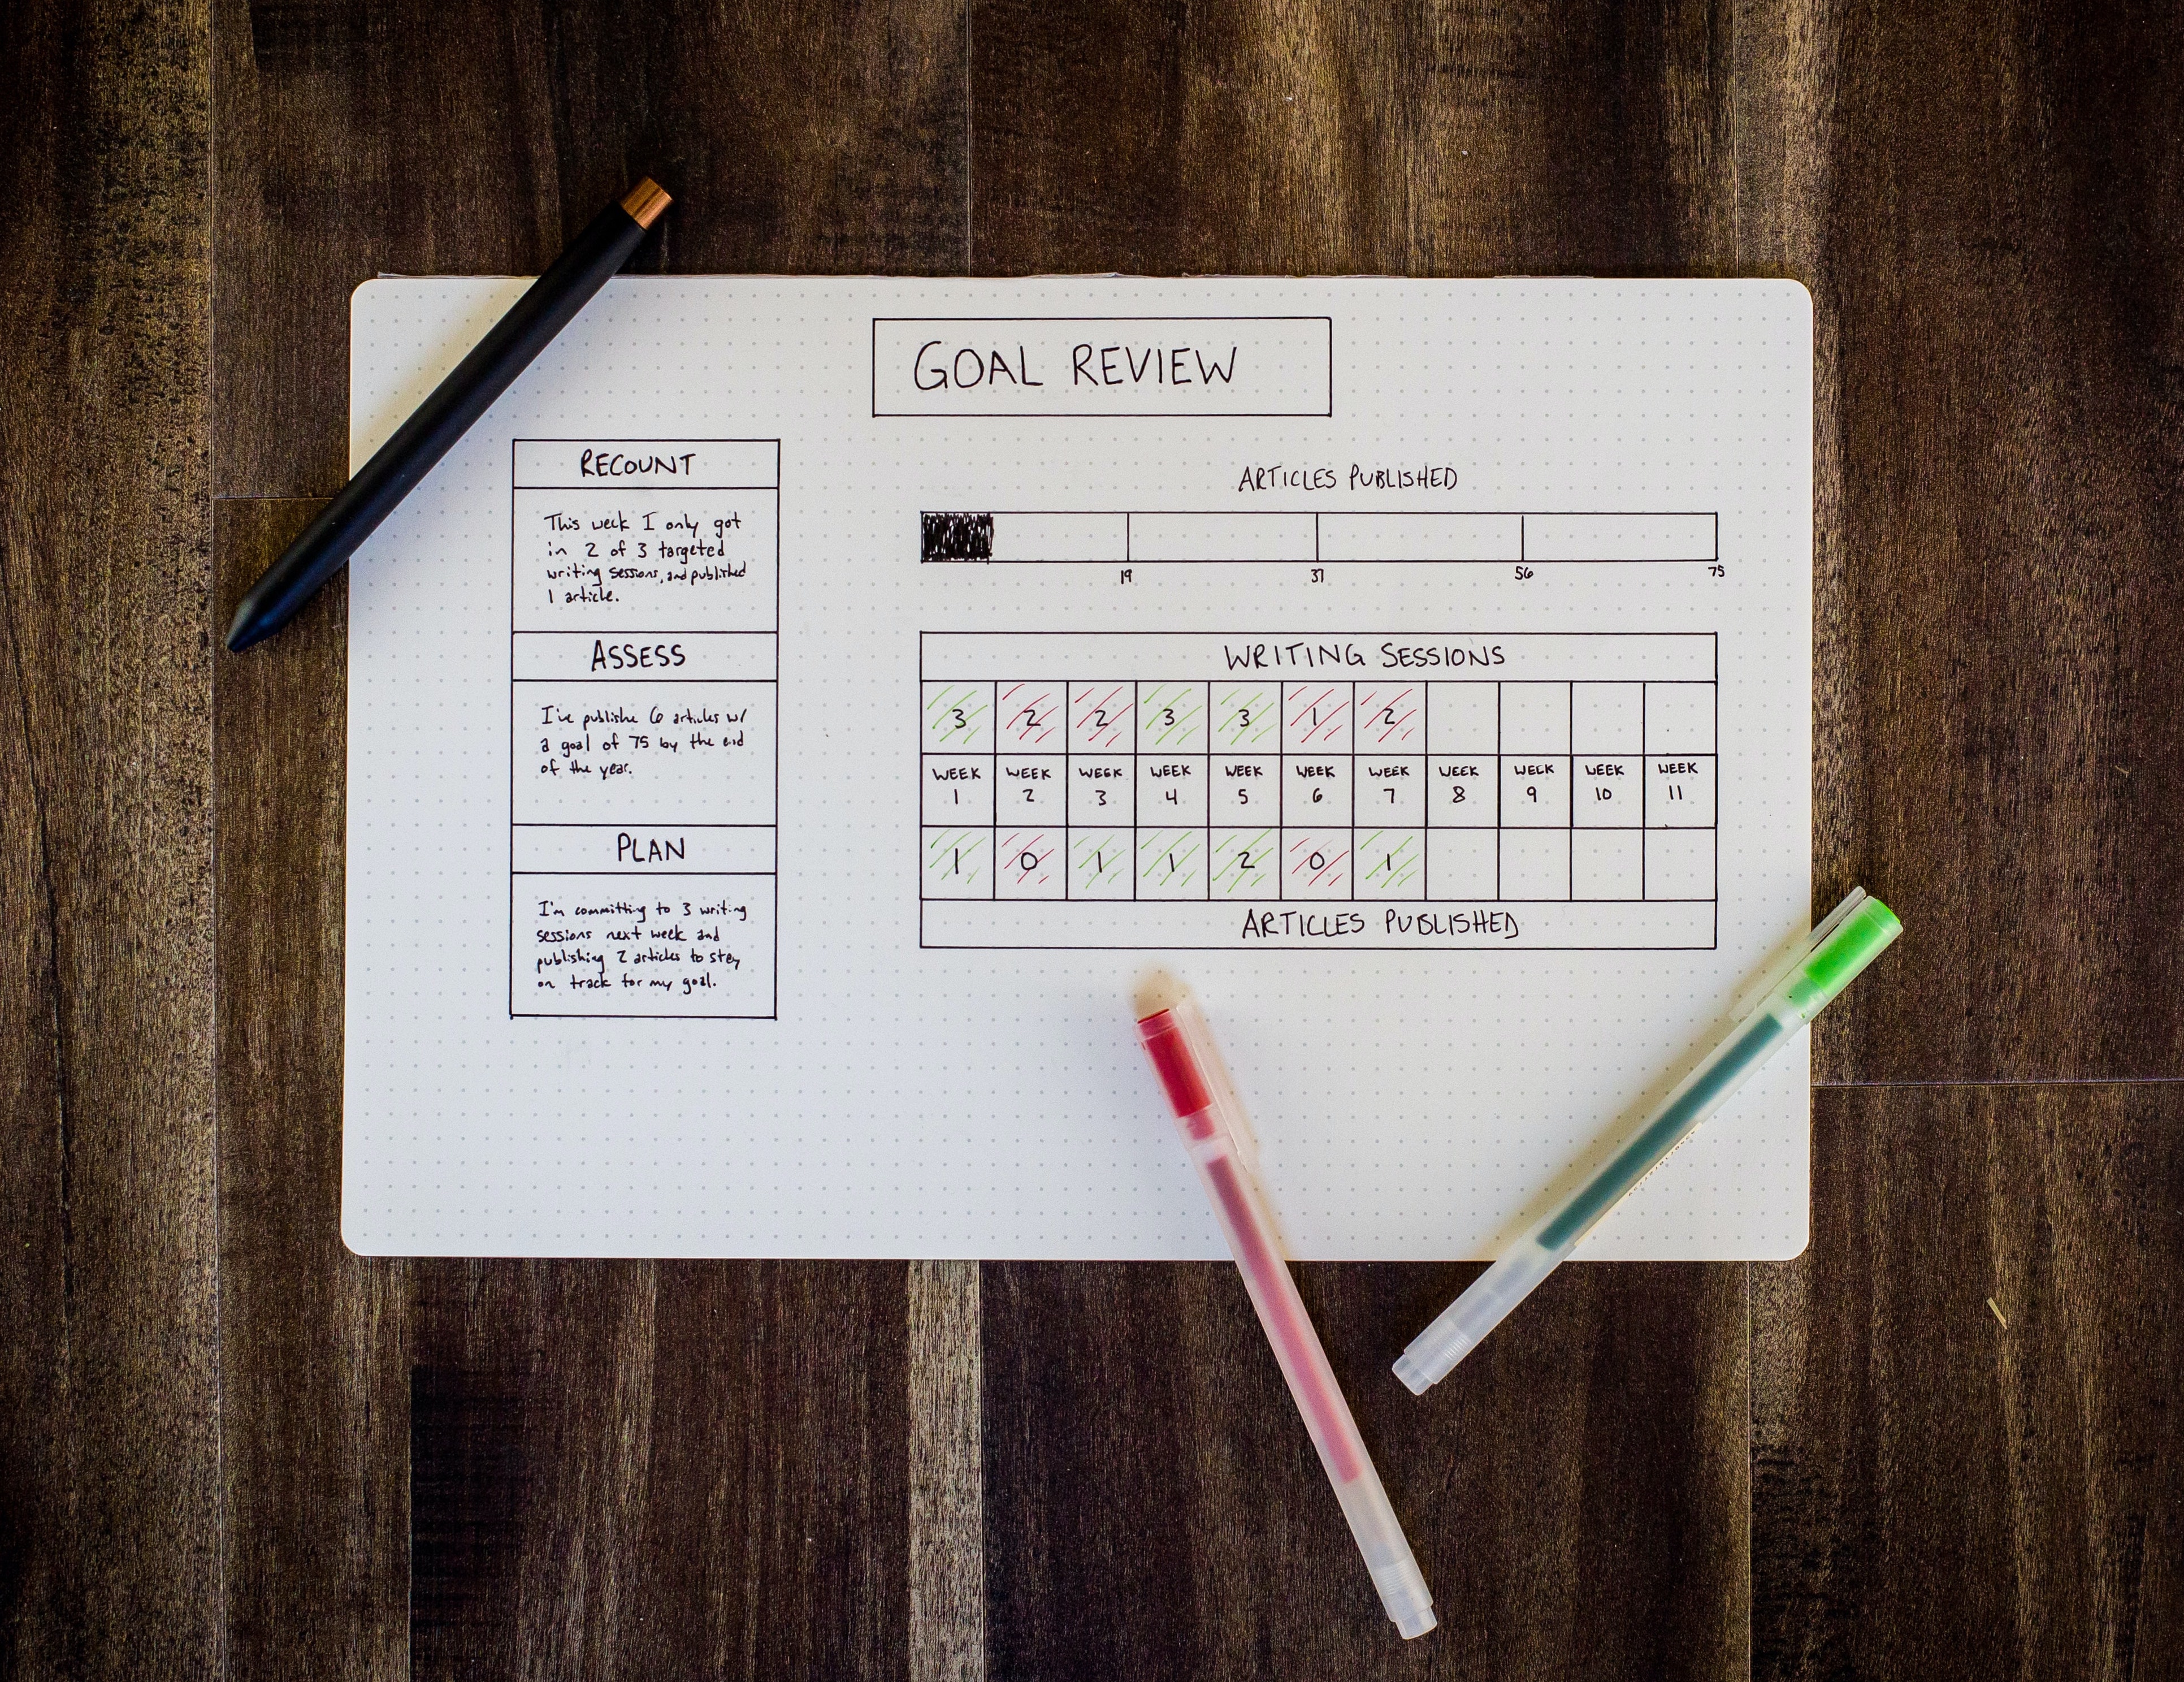 GOAL REVIEW
RECOUNT
This week I only got
in 2 of 3 targeted
writing sessions, and published
1 article.
ASSESS
I've publishe 6 articles w/
a goal of 75 by the end
of the year.
PLAN
I'm committing to 3 writing
sessions next week and
publishing 2 articles to stay
on track for my goal.
ARTICLES PUBLISHED
19 37 56 75
WRITING SESSIONS
3 2 2 3 3 1 2
WEEK WEEK WEEK WEEK WEEK WEEK WEEK WEEK WEEK WEEK WEEK
1 2 3 4 5 6 7 8 9 10 11
1 0 1 1 2 0 1
ARTICLES PUBLISHED